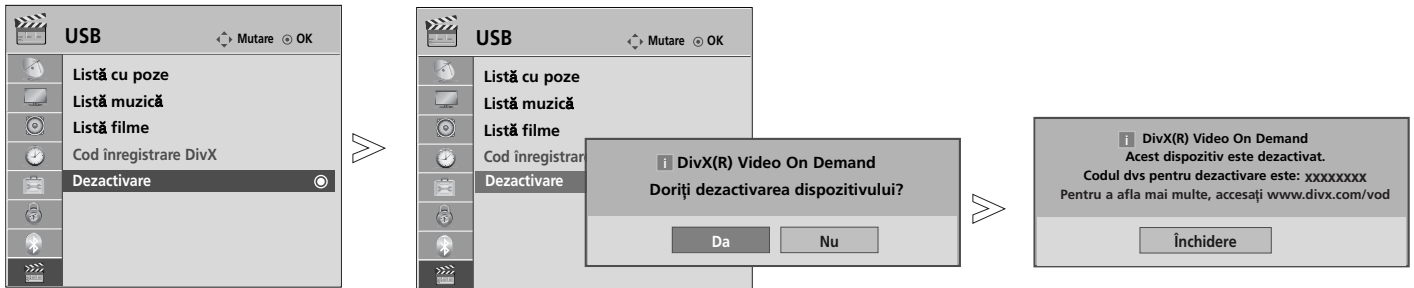 USB
Mutare OK
Listă cu poze
Listă muzică
Listă filme
Cod înregistrare DivX
Dezactivare
USB
Mutare OK
Listă cu poze
Listă muzică
Listă filme
Cod înregistrar
Dezactivare
i DivX(R) Video On Demand
Doriți dezactivarea dispozitivului?
Da Nu
i DivX(R) Video On Demand
Acest dispozitiv este dezactivat.
Codul dvs pentru dezactivare este: xxxxxxxx
Pentru a afla mai multe, accesați www.divx.com/vod
Închidere